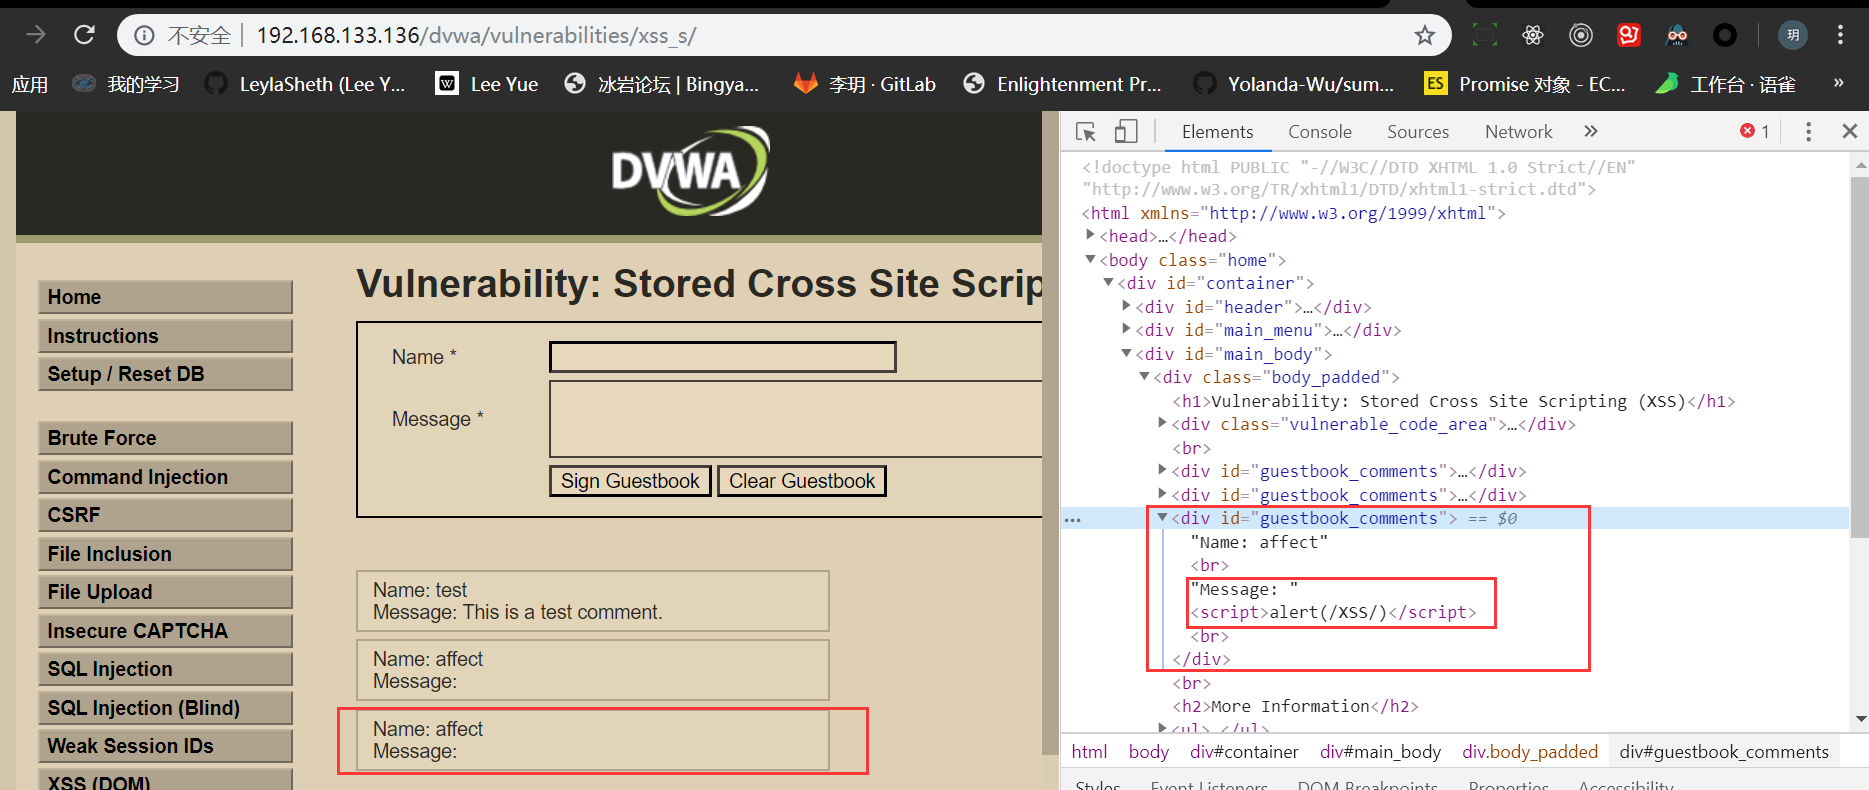 不安全 192.168.133.136/dvwa/vulnerabilities/xss_s/ 玥
应用 我的学习 LeylaSheth (Lee Y... W Lee Yue 冰岩论坛 | Bingya... 李玥 · GitLab Enlightenment Pr... Yolanda-Wu/sum... ES Promise 对象 - EC... 工作台 · 语雀 »
DVWA
Home
Instructions
Setup / Reset DB
Brute Force
Command Injection
CSRF
File Inclusion
File Upload
Insecure CAPTCHA
SQL Injection
SQL Injection (Blind)
Weak Session IDs
XSS (DOM)
Vulnerability: Stored Cross Site Scrip
Name *
Message *
Sign Guestbook Clear Guestbook
Name: test
Message: This is a test comment.
Name: affect
Message:
Name: affect
Message:
Elements Console Sources Network » 1
<!doctype html PUBLIC "-//W3C//DTD XHTML 1.0 Strict//EN"
"http://www.w3.org/TR/xhtml1/DTD/xhtml1-strict.dtd">
<html xmlns="http://www.w3.org/1999/xhtml">
<head>…</head>
<body class="home">
<div id="container">
<div id="header">…</div>
<div id="main_menu">…</div>
<div id="main_body">
<div class="body_padded">
<h1>Vulnerability: Stored Cross Site Scripting (XSS)</h1>
<div class="vulnerable_code_area">…</div>
<br>
<div id="guestbook_comments">…</div>
<div id="guestbook_comments">…</div>
… <div id="guestbook_comments"> == $0
"Name: affect"
<br>
"Message: "
<script>alert(/XSS/)</script>
<br>
</div>
<br>
<h2>More Information</h2>
<ul>…</ul>
html body div#container div#main_body div.body_padded div#guestbook_comments
Styles Event Listeners DOM Breakpoints Properties Accessibility